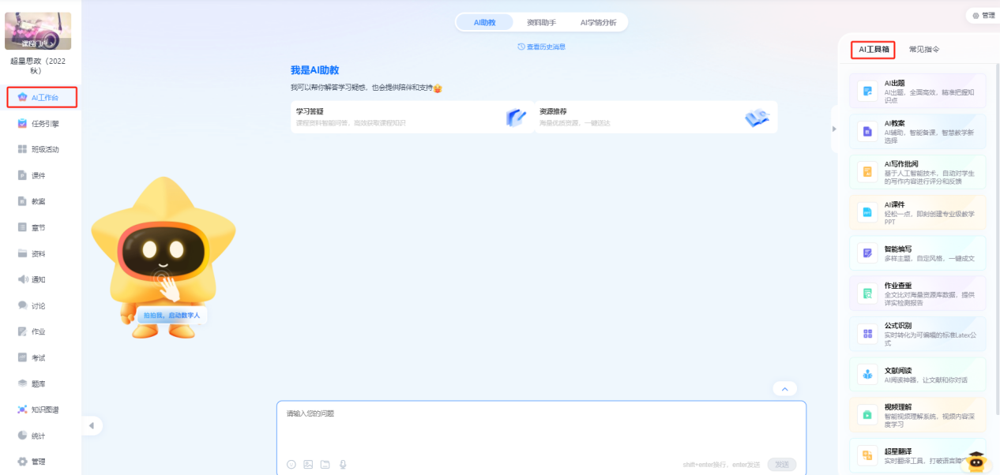 课程门户
超星思政（2022
秋）
AI工作台
任务引擎
班级活动
课件
教案
章节
资料
通知
讨论
作业
考试
题库
知识图谱
统计
管理
AI助教
资料助手
AI学情分析
查看历史消息
我是AI助教
我可以帮你解答学习疑惑，也会提供陪伴和支持
学习答疑
课程资料智能问答，高效获取课程知识
资源推荐
海量优质资源，一键送达
拍拍我，启动数字人
请输入您的问题
shift+enter换行，enter发送
发送
管理
AI工具箱
常见指令
AI出题
AI出题，全面高效，精准把握知
识点
AI教案
AI辅助，智能备课，智慧教学新
选择
AI写作批阅
基于人工智能技术，自动对学生
的写作内容进行评分和反馈
AI课件
轻松一点，即刻创建专业级教学
PPT
智能编写
多样主题，自定风格，一键成文
作业查重
全文比对海量资源库数据，提供
详实检测报告
公式识别
实时转化为可编辑的标准Latex公
式
文献阅读
AI阅读神器，让文献和你对话
视频理解
智能视频理解系统，视频内容深
度学习
超星翻译
实时翻译工具，打破语言障